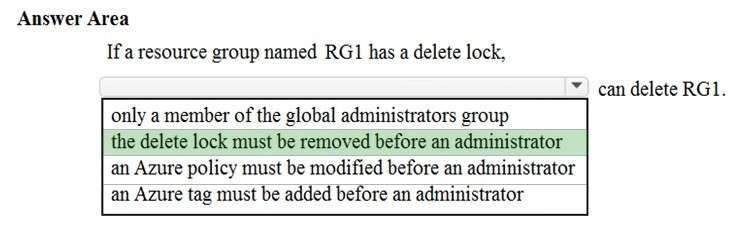 Answer Area
If a resource group named RG1 has a delete lock,
can delete RG1.
only a member of the global administrators group
the delete lock must be removed before an administrator
an Azure policy must be modified before an administrator
an Azure tag must be added before an administrator